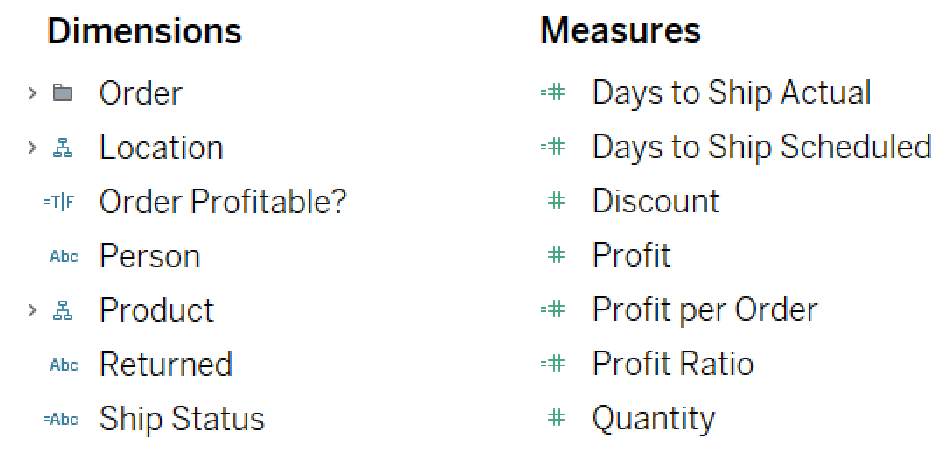 Dimensions
Order
Location
=T|F Order Profitable?
Abc Person
Product
Abc Returned
=Abc Ship Status
Measures
=# Days to Ship Actual
=# Days to Ship Scheduled
# Discount
# Profit
=# Profit per Order
=# Profit Ratio
# Quantity